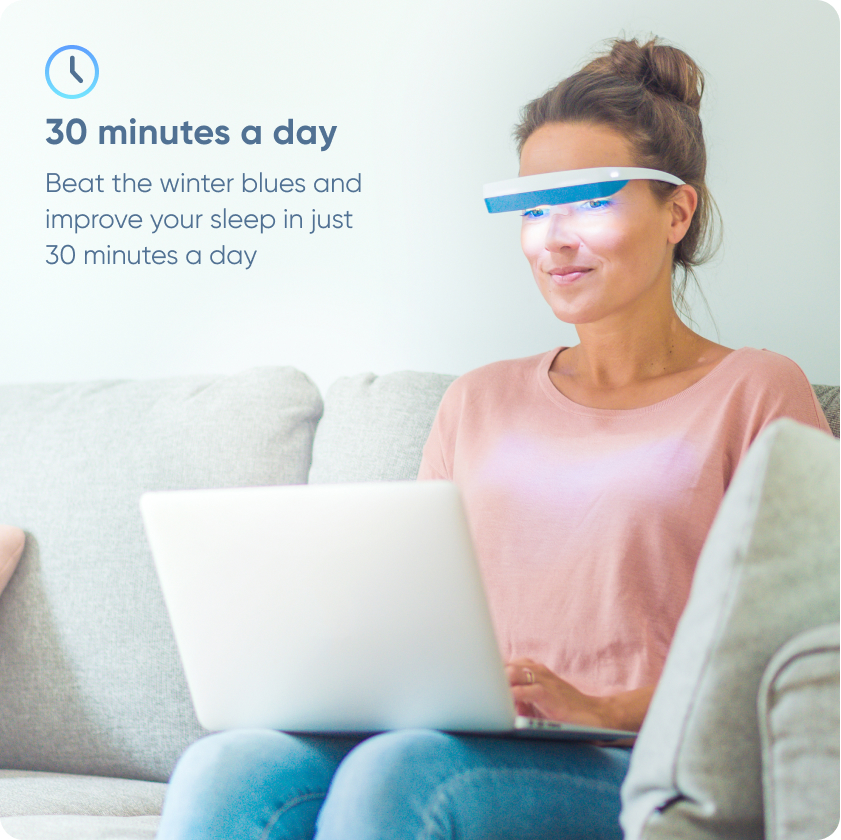 30 minutes a day
Beat the winter blues and
improve your sleep in just
30 minutes a day